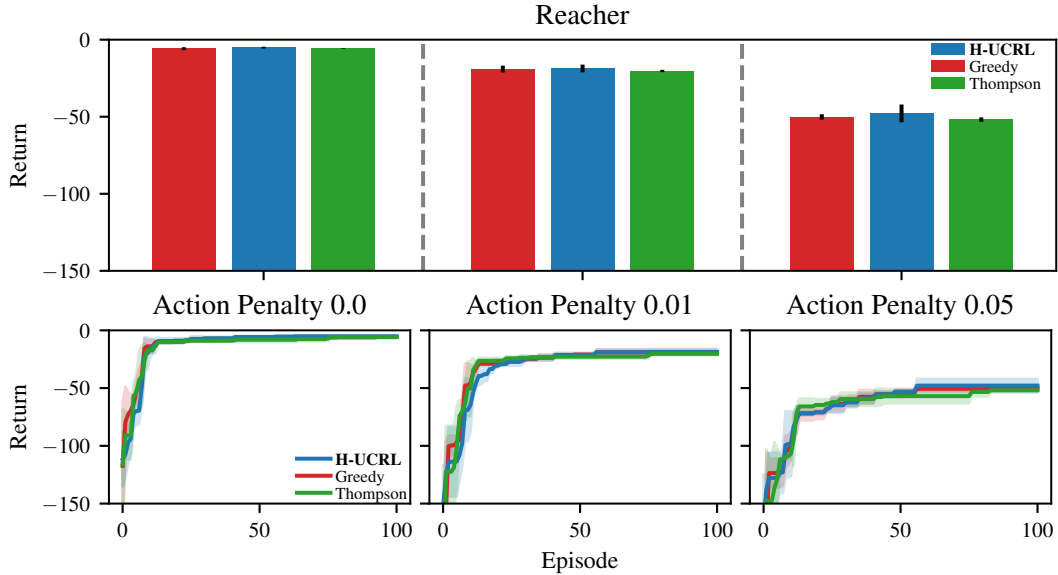 Reacher
0
−50
−100
−150
Return
H-UCRL
Greedy
Thompson
Action Penalty 0.0
Action Penalty 0.01
Action Penalty 0.05
0
−50
−100
−150
Return
H-UCRL
Greedy
Thompson
0
50
100
0
50
100
0
50
100
Episode